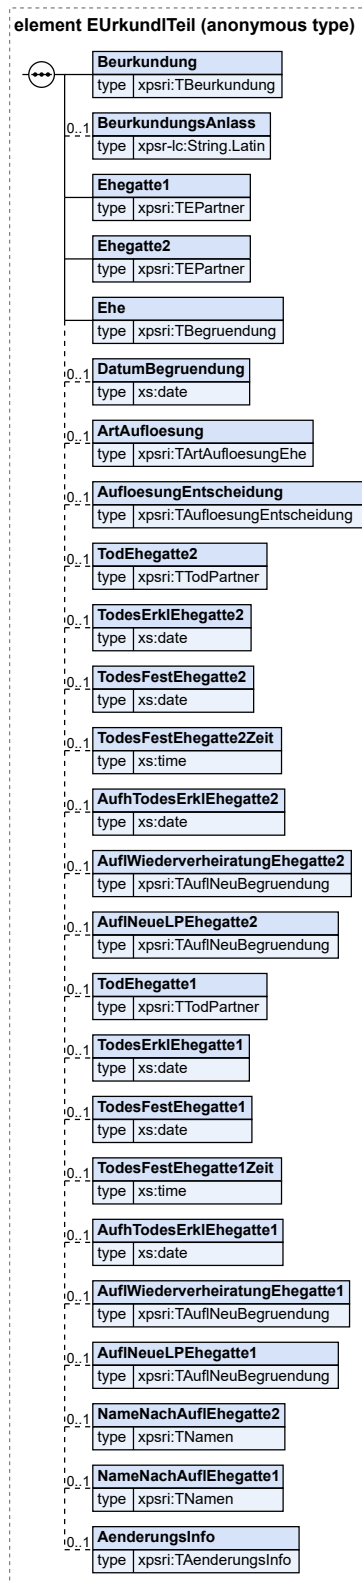 element EUrkundlTeil (anonymous type)
Beurkundung
type xpsri:TBeurkundung
0..1
BeurkundungsAnlass
type xpsr-lc:String.Latin
Ehegatte1
type xpsri:TEPartner
Ehegatte2
type xpsri:TEPartner
Ehe
type xpsri:TBegruendung
0..1
DatumBegruendung
type xs:date
0..1
ArtAufloesung
type xpsri:TArtAufloesungEhe
0..1
AufloesungEntscheidung
type xpsri:TAufloesungEntscheidung
0..1
TodEhegatte2
type xpsri:TTodPartner
0..1
TodesErklEhegatte2
type xs:date
0..1
TodesFestEhegatte2
type xs:date
0..1
TodesFestEhegatte2Zeit
type xs:time
0..1
AufhTodesErklEhegatte2
type xs:date
0..1
AuflWiederverheiratungEhegatte2
type xpsri:TAuflNeuBegruendung
0..1
AuflNeueLPEhegatte2
type xpsri:TAuflNeuBegruendung
0..1
TodEhegatte1
type xpsri:TTodPartner
0..1
TodesErklEhegatte1
type xs:date
0..1
TodesFestEhegatte1
type xs:date
0..1
TodesFestEhegatte1Zeit
type xs:time
0..1
AufhTodesErklEhegatte1
type xs:date
0..1
AuflWiederverheiratungEhegatte1
type xpsri:TAuflNeuBegruendung
0..1
AuflNeueLPEhegatte1
type xpsri:TAuflNeuBegruendung
0..1
NameNachAuflEhegatte2
type xpsri:TNamen
0..1
NameNachAuflEhegatte1
type xpsri:TNamen
0..1
AenderungsInfo
type xpsri:TAenderungsInfo